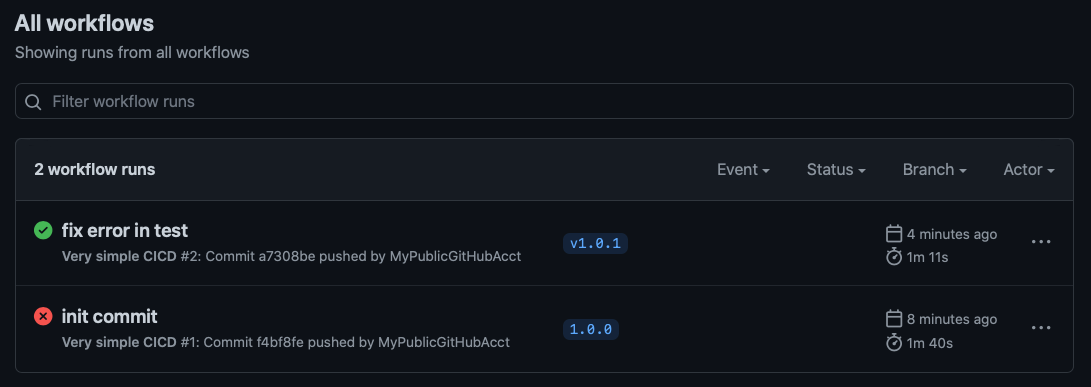 All workflows
Showing runs from all workflows
Filter workflow runs
2 workflow runs Event Status Branch Actor
fix error in test
Very simple CICD #2: Commit a7308be pushed by MyPublicGitHubAcct
v1.0.1
4 minutes ago
1m 11s
init commit
Very simple CICD #1: Commit f4bf8fe pushed by MyPublicGitHubAcct
1.0.0
8 minutes ago
1m 40s